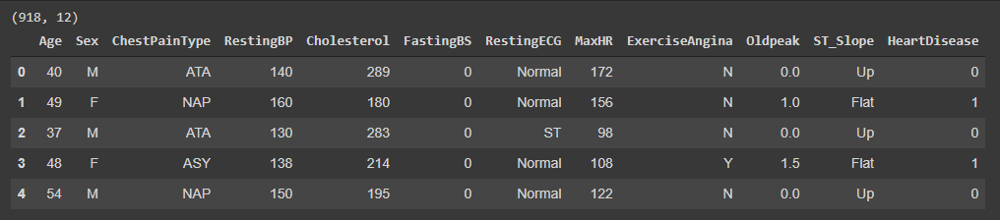 (918, 12)
Age Sex ChestPainType RestingBP Cholesterol FastingBS RestingECG MaxHR ExerciseAngina Oldpeak ST_Slope HeartDisease
0 40 M ATA 140 289 0 Normal 172 N 0.0 Up 0
1 49 F NAP 160 180 0 Normal 156 N 1.0 Flat 1
2 37 M ATA 130 283 0 ST 98 N 0.0 Up 0
3 48 F ASY 138 214 0 Normal 108 Y 1.5 Flat 1
4 54 M NAP 150 195 0 Normal 122 N 0.0 Up 0